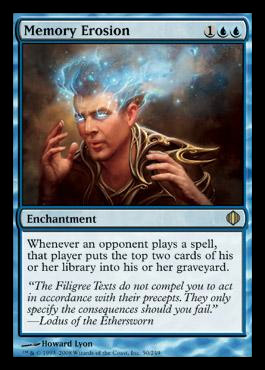 Memory Erosion 1
Enchantment
Whenever an opponent plays a spell,
that player puts the top two cards of his
or her library into his or her graveyard.
“The Filigree Texts do not compel you to act
in accordance with their precepts. They only
specify the consequences should you fail.”
—Lodus of the Ethersworn
Howard Lyon
™ & © 1993–2008 Wizards of the Coast, Inc. 50/249